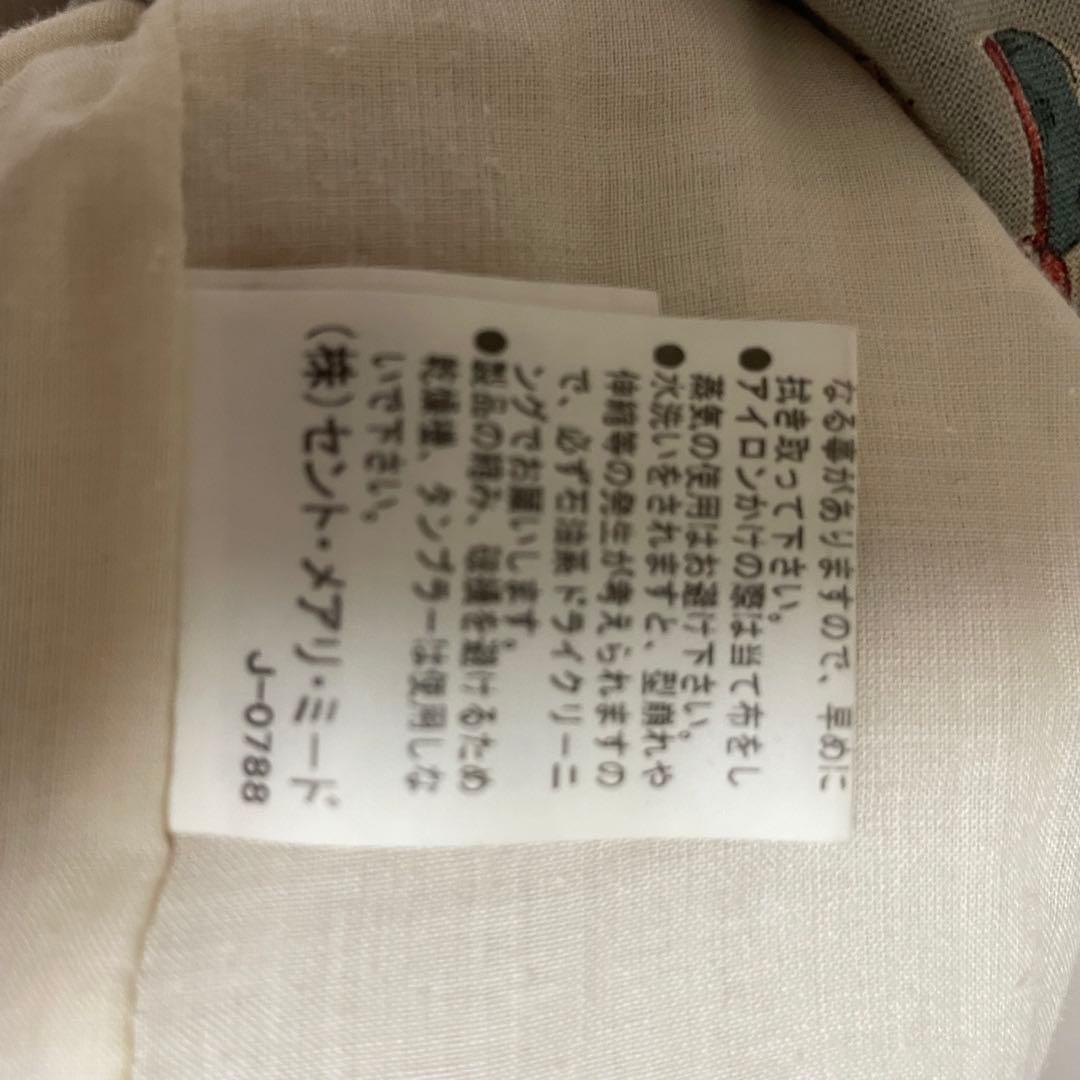 なる事がありますので、早めに
拭き取って下さい。
●アイロンかけの際は当て布をし
蒸気の使用はお避け下さい。
●水洗いをされますと、型崩れや
伸縮等の発生が考えられますの
で、必ず石油系ドライクリーニ
ングでお願いします。
●製品の縮み、破損を避けるため
乾燥機、タンブラーは使用しな
いで下さい。
(株)セント・メアリ・ミード
J-0788